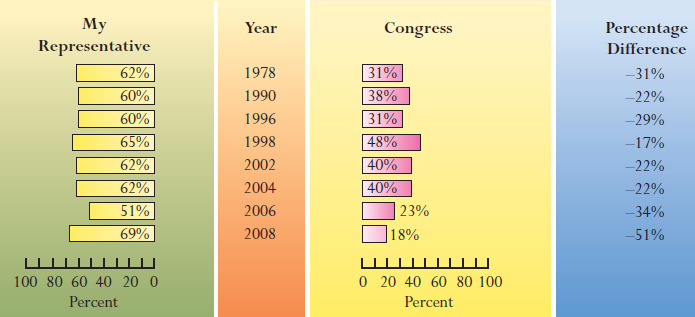 My
Representative
Year
Congress
Percentage
Difference
62% 1978 31% –31%
60% 1990 38% –22%
60% 1996 31% –29%
65% 1998 48% –17%
62% 2002 40% –22%
62% 2004 40% –22%
51% 2006 23% –34%
69% 2008 18% –51%
100 80 60 40 20 0
Percent
0 20 40 60 80 100
Percent